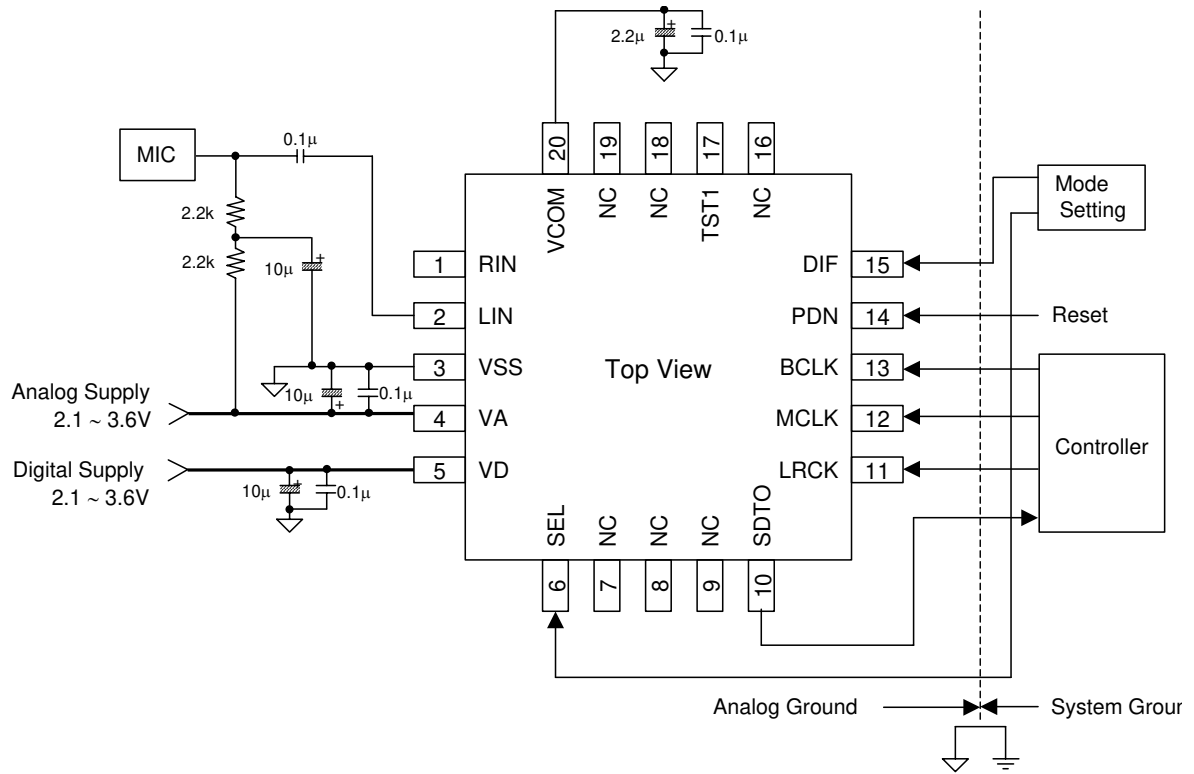 2.2µ
+
0.1µ
MIC
0.1µ
2.2k
2.2k
10µ
+
20
19
18
17
16
VCOM
NC
NC
TST1
NC
Mode
Setting
1
RIN
DIF
15
2
LIN
PDN
14
Reset
3
VSS
Top View
BCLK
13
Analog Supply
2.1 ~ 3.6V
10µ
+
0.1µ
4
VA
MCLK
12
Controller
Digital Supply
2.1 ~ 3.6V
10µ
+
0.1µ
5
VD
LRCK
11
SEL
NC
NC
NC
SDTO
6
7
8
9
10
Analog Ground
System Groun